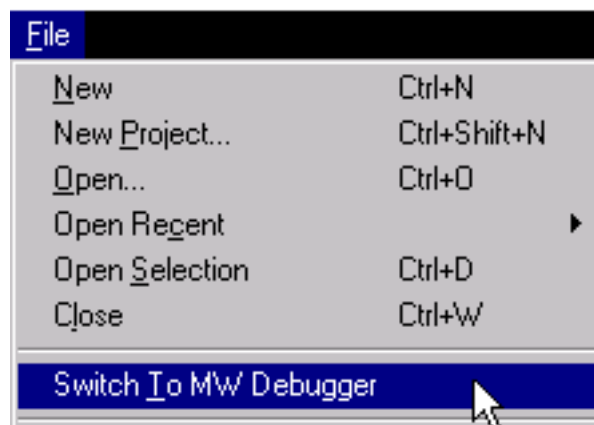 File
New Ctrl+N
New Project... Ctrl+Shift+N
Open... Ctrl+O
Open Recent
Open Selection Ctrl+D
Close Ctrl+W
Switch To MW Debugger